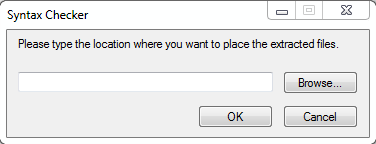 Syntax Checker
Please type the location where you want to place the extracted files.
Browse...
OK
Cancel